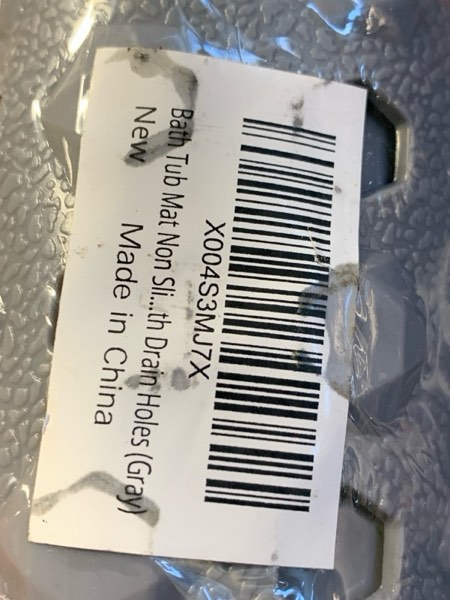 X004S3MJ7X
Bath Tub Mat Non Sli...th Drain Holes (Gray)
New
Made in China